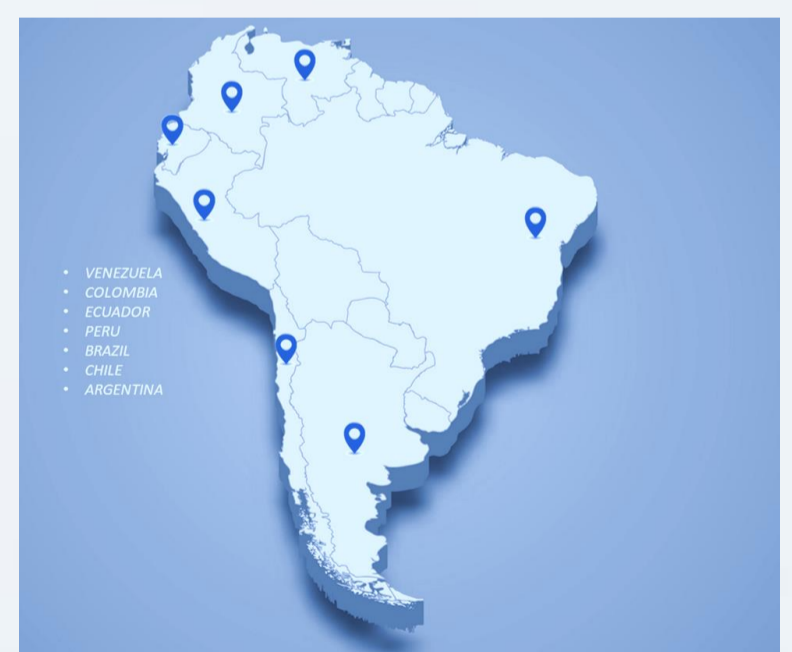 • VENEZUELA
• COLOMBIA
• ECUADOR
• PERU
• BRAZIL
• CHILE
• ARGENTINA